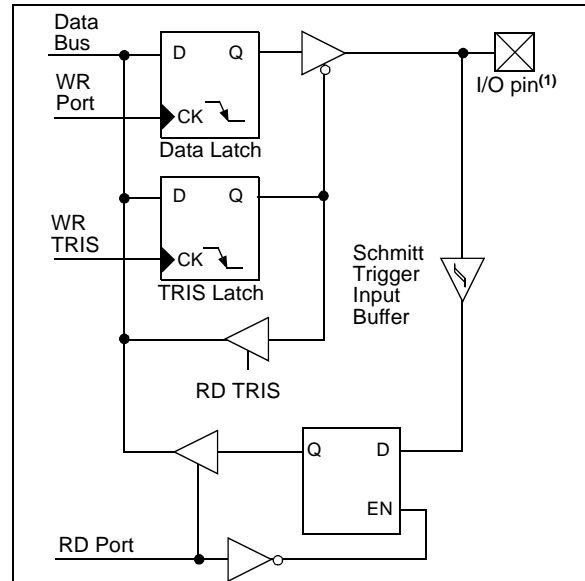 Data
Bus
D Q
WR
Port
CK
Data Latch
I/O pin(1)
D Q
WR
TRIS
CK
TRIS Latch
Schmitt
Trigger
Input
Buffer
RD TRIS
Q D
EN
RD Port